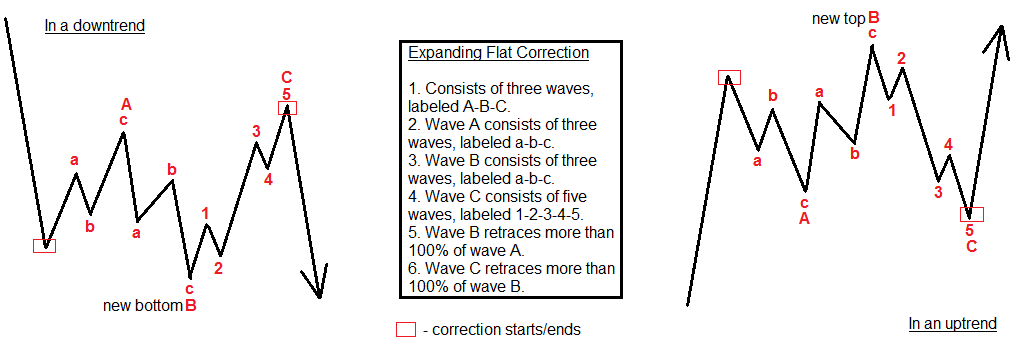 In a downtrend
A
c
a
b
a
b
new bottom
c
B
1
2
3
4
C
5
Expanding Flat Correction
1. Consists of three waves,
labeled A-B-C.
2. Wave A consists of three
waves, labeled a-b-c.
3. Wave B consists of three
waves, labeled a-b-c.
4. Wave C consists of five
waves, labeled 1-2-3-4-5.
5. Wave B retraces more than
100% of wave A.
6. Wave C retraces more than
100% of wave B.
- correction starts/ends
new top B
c
a
b
c
A
a
b
1
2
3
4
5
C
In an uptrend